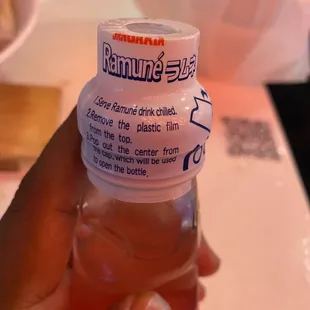 Ramuné ラムネ
1.Serve Ramuné drink chilled.
2.Remove the plastic film
from the top.
3.Pop out the center from
the cap, which will be used
to open the bottle.